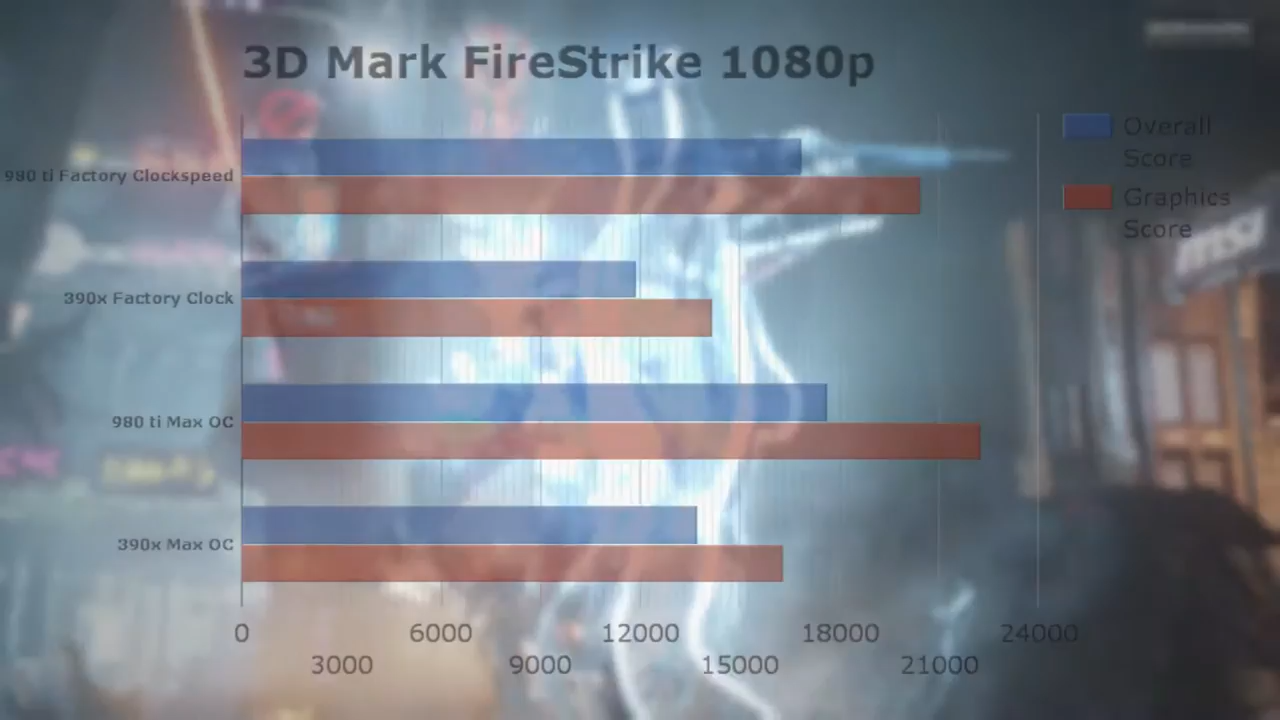 3D Mark FireStrike 1080p
Overall
Score
Graphics
Score
msi
980 ti Factory Clockspeed
390x Factory Clock
980 ti Max OC
390x Max OC
0
3000
6000
9000
12000
15000
18000
21000
24000